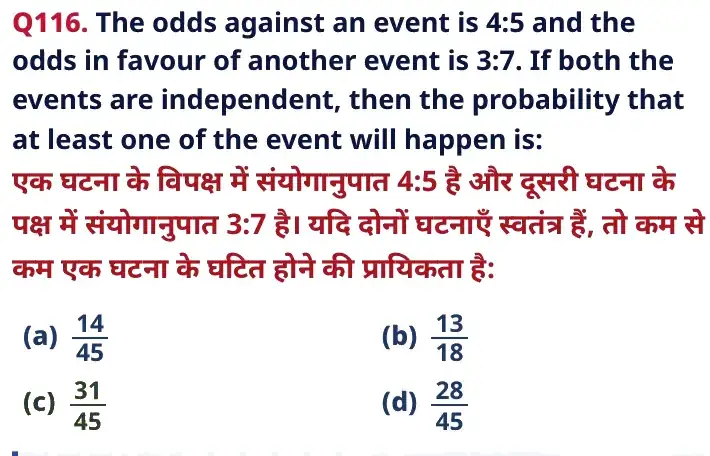 Q116. The odds against an event is 4:5 and the
odds in favour of another event is 3:7. If both the
events are independent, then the probability that
at least one of the event will happen is:
एक घटना के विपक्ष में संयोगानुपात 4:5 है और दूसरी घटना के
पक्ष में संयोगानुपात 3:7 है। यदि दोनों घटनाएँ स्वतंत्र हैं, तो कम से
कम एक घटना के घटित होने की प्रायिकता है:
(a) 14/45 (b) 13/18
(c) 31/45 (d) 28/45